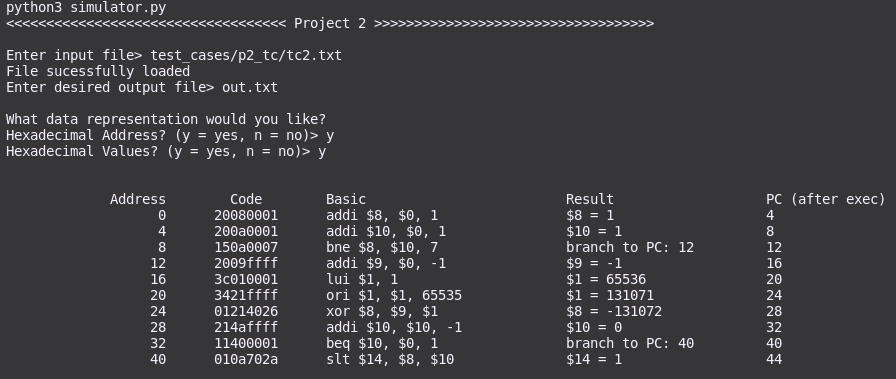 python3 simulator.py
<<<<<<<<<<<<<<<<<<<<<<<<<<<<<<<<<<< Project 2 >>>>>>>>>>>>>>>>>>>>>>>>>>>>>>>>>>>
Enter input file> test_cases/p2_tc/tc2.txt
File sucessfully loaded
Enter desired output file> out.txt
What data representation would you like?
Hexadecimal Address? (y = yes, n = no)> y
Hexadecimal Values? (y = yes, n = no)> y
Address Code Basic Result PC (after exec)
0 20080001 addi $8, $0, 1 $8 = 1 4
4 200a0001 addi $10, $0, 1 $10 = 1 8
8 150a0007 bne $8, $10, 7 branch to PC: 12 12
12 2009ffff addi $9, $0, -1 $9 = -1 16
16 3c010001 lui $1, 1 $1 = 65536 20
20 3421ffff ori $1, $1, 65535 $1 = 131071 24
24 01214026 xor $8, $9, $1 $8 = -131072 28
28 214affff addi $10, $10, -1 $10 = 0 32
32 11400001 beq $10, $0, 1 branch to PC: 40 40
40 010a702a slt $14, $8, $10 $14 = 1 44